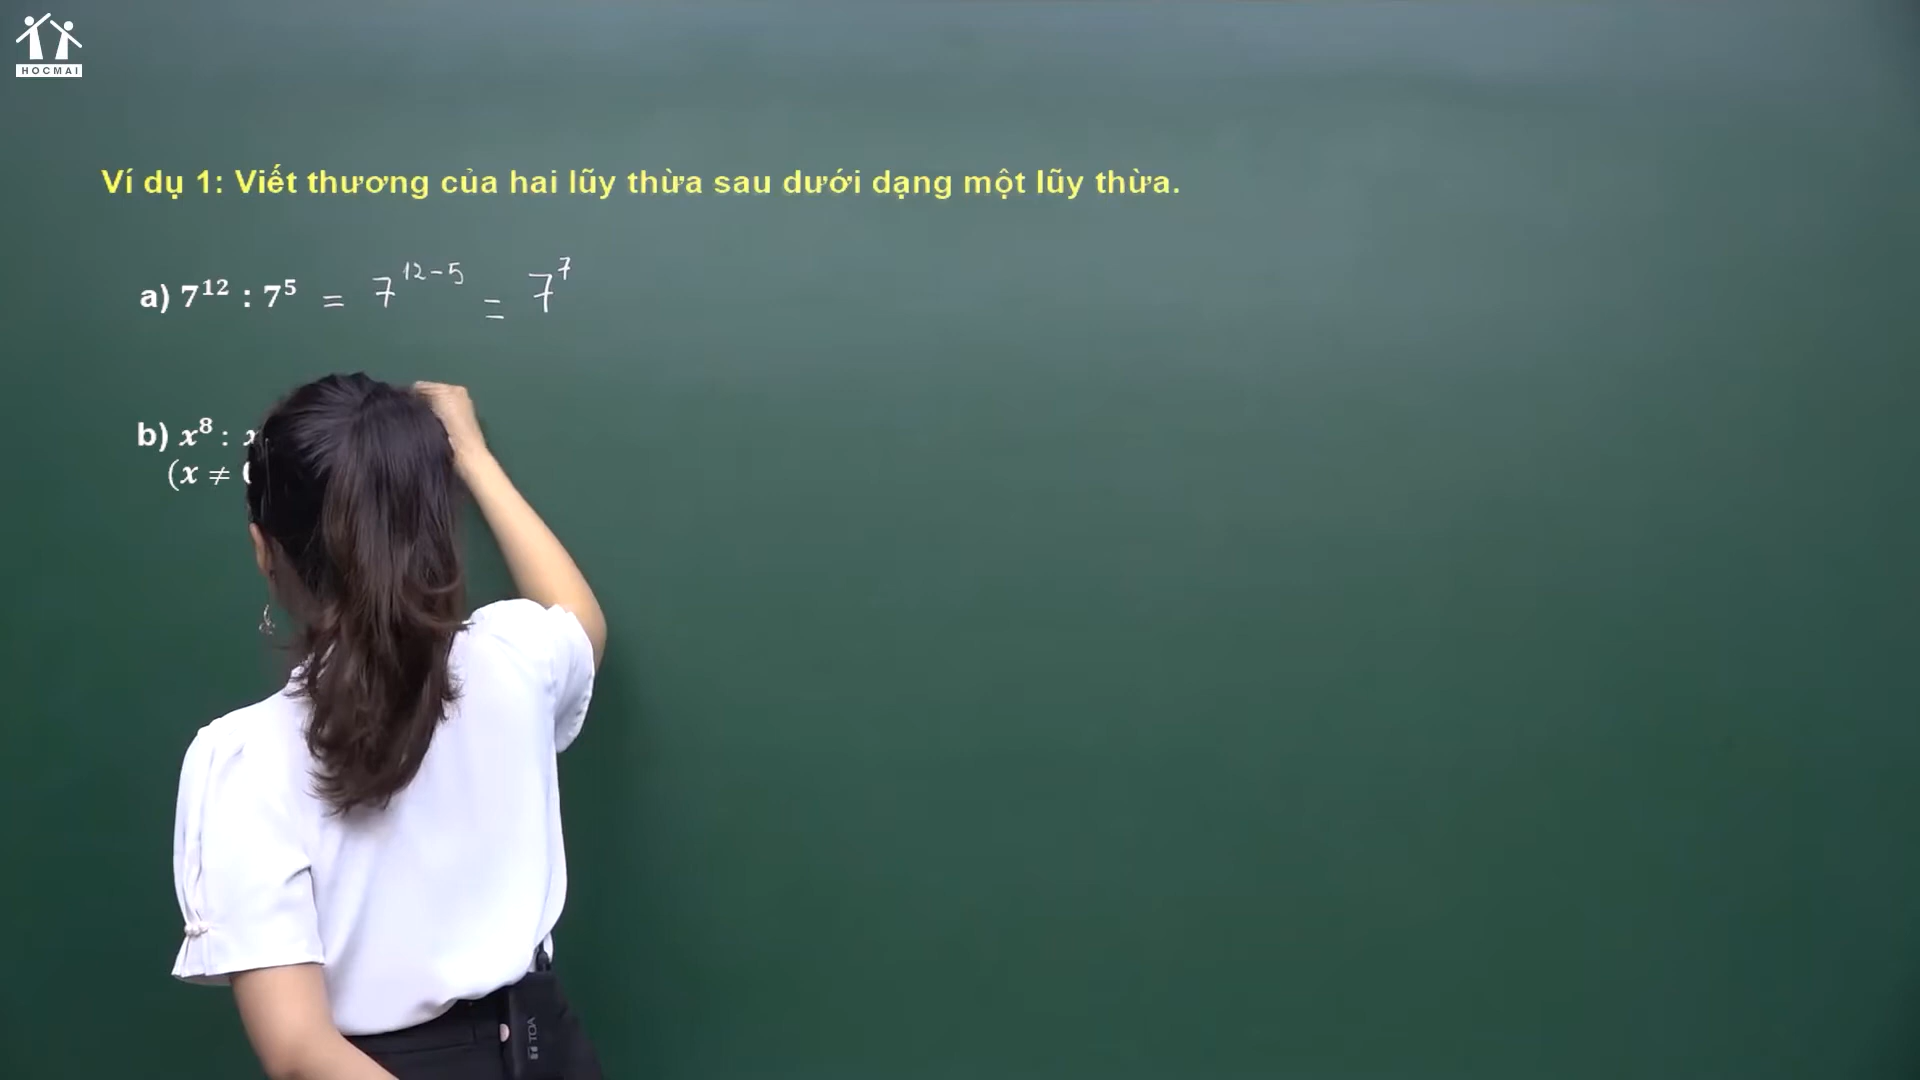 HOCMAI
Ví dụ 1: Viết thương của hai lũy thừa sau dưới dạng một lũy thừa.
a) 7¹² : 7⁵ = 7¹²⁻⁵ = 7⁷
b) x⁸ :
(x ≠
TOA